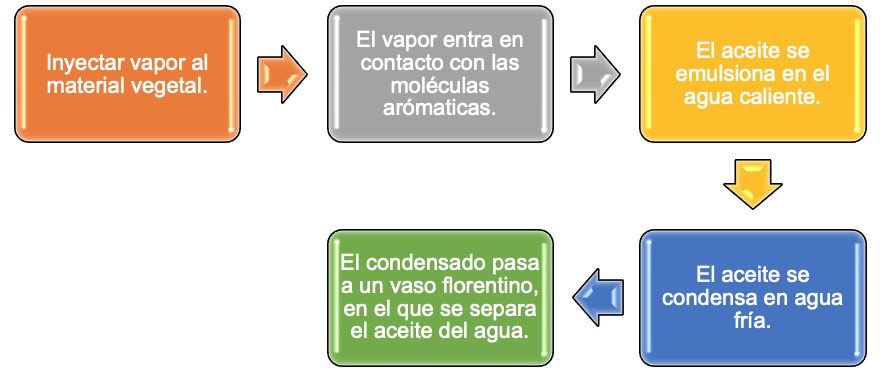 Inyectar vapor al
material vegetal.
El vapor entra en
contacto con las
moléculas
arómaticas.
El aceite se
emulsiona en el
agua caliente.
El aceite se
condensa en agua
fría.
El condensado pasa
a un vaso florentino,
en el que se separa
el aceite del agua.